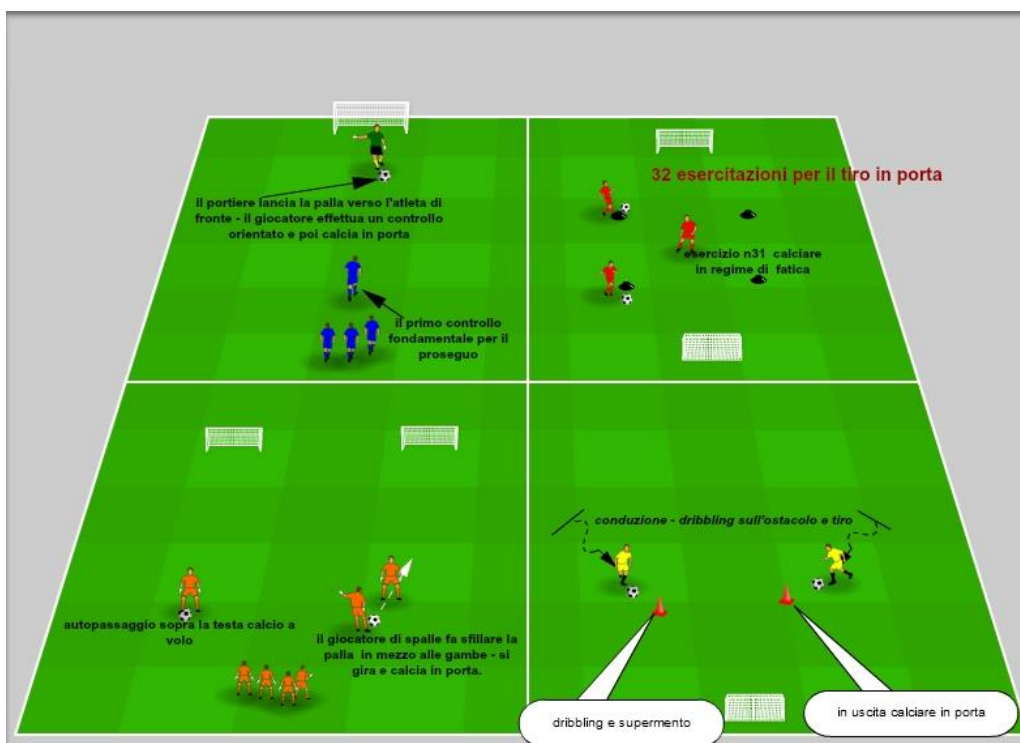 il portiere lancia la palla verso l'atleta di
fronte - il giocatore effettua un controllo
orientato e poi calcia in porta
il primo controllo
fondamentale per il
proseguo
32 esercitazioni per il tiro in porta
esercizio n31 calciare
in regime di fatica
autopassaggio sopra la testa calcio a
volo
il giocatore di spalle fa sfillare la
palla in mezzo alle gambe - si
gira e calcia in porta.
conduzione - dribbling sull'ostacolo e tiro
dribbling e supermento
in uscita calciare in porta